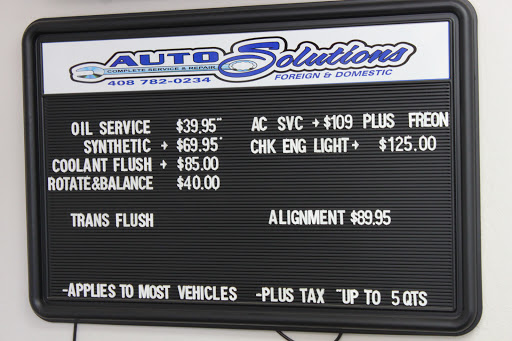 AUTO Solutions
COMPLETE SERVICE & REPAIR
408 782-0234 FOREIGN & DOMESTIC
OIL SERVICE $39.95¨ AC SVC + $109 PLUS FREON
SYNTHETIC + $69.95¨ CHK ENG LIGHT + $125.00
COOLANT FLUSH + $85.00
ROTATE&BALANCE $40.00
TRANS FLUSH ALIGNMENT $89.95
-APPLIES TO MOST VEHICLES -PLUS TAX ¨UP TO 5 QTS